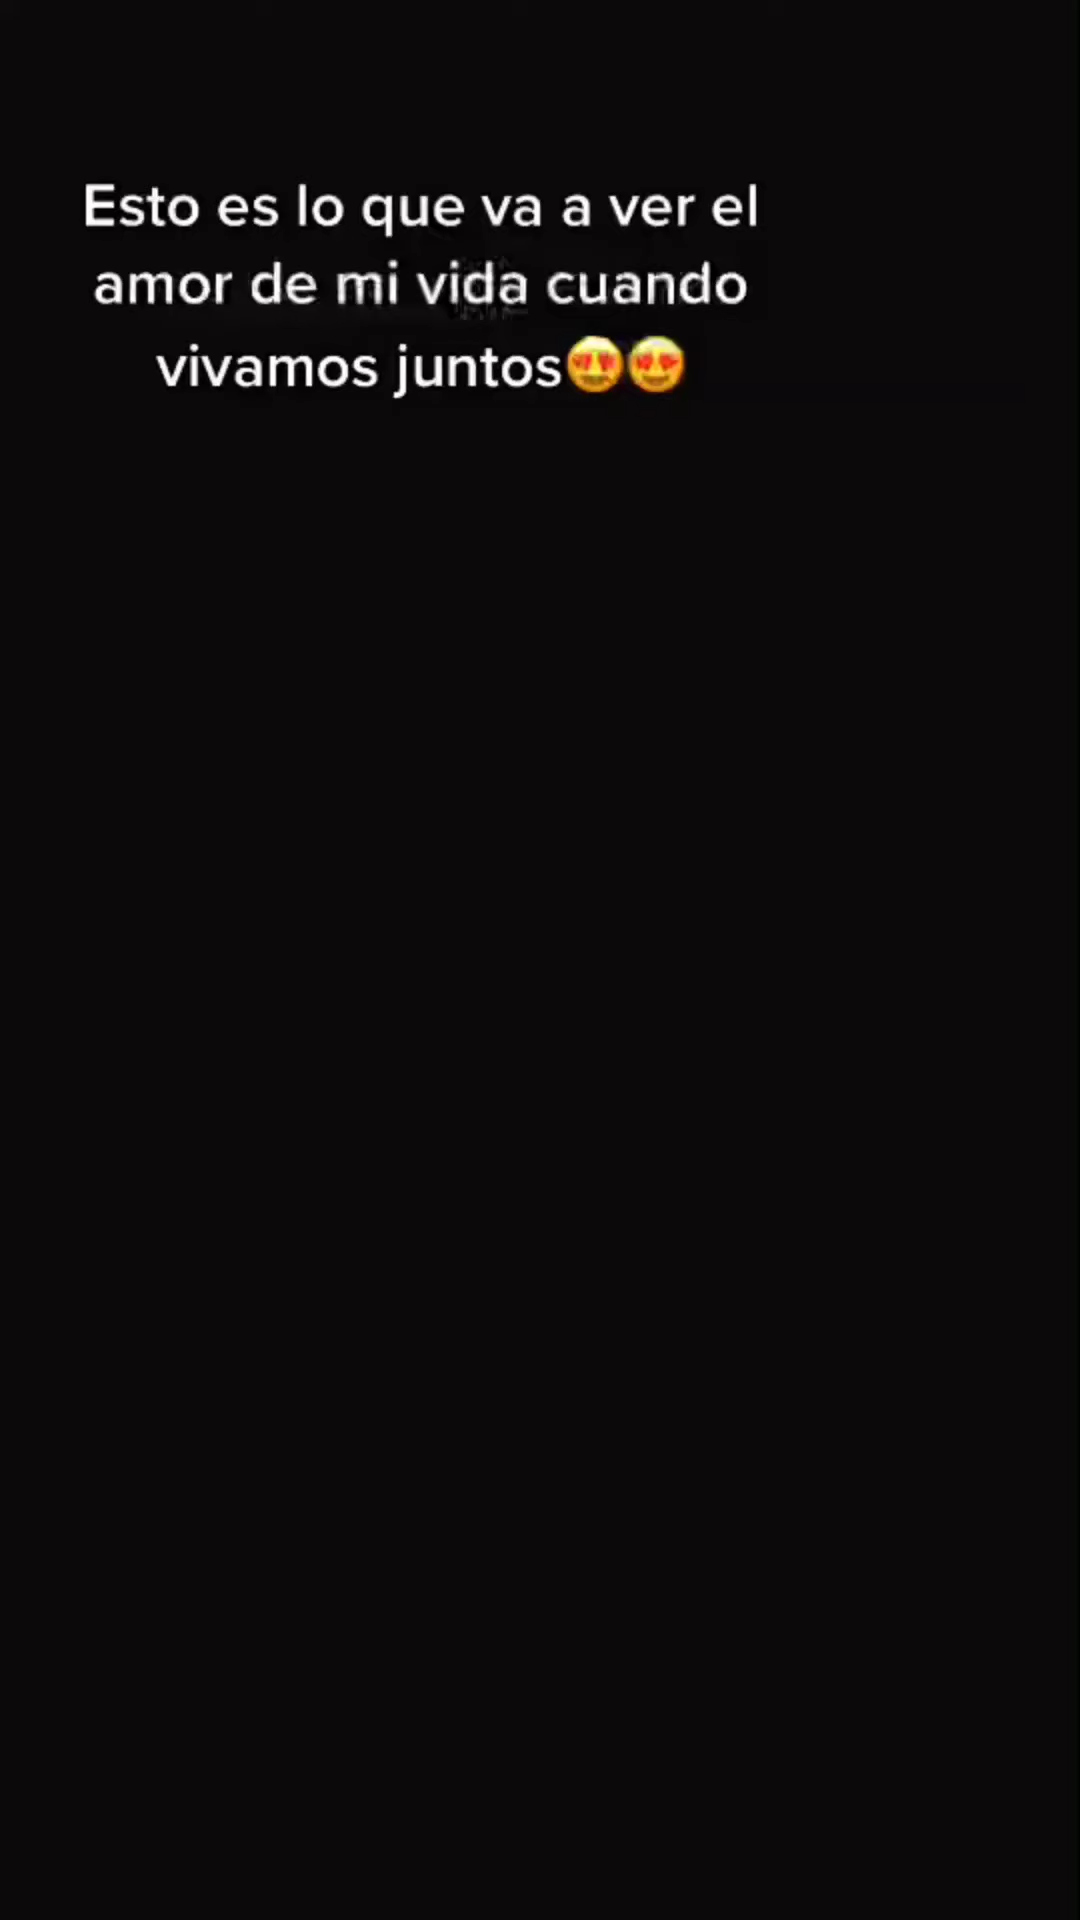 Esto es lo que va a ver el
amor de mi vida cuando
vivamos juntos😍😍